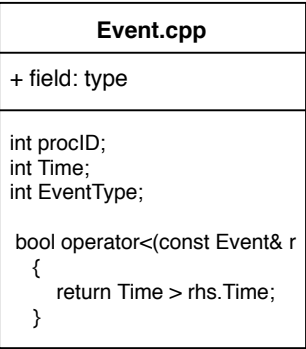 Event.cpp
+ field: type
int procID;
int Time;
int EventType;
bool operator<(const Event& r
{
return Time > rhs.Time;
}